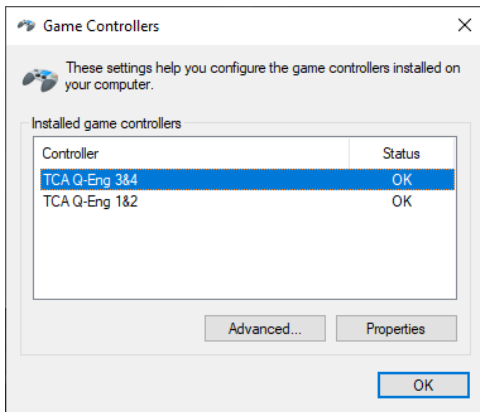 Game Controllers
These settings help you configure the game controllers installed on
your computer.
Installed game controllers
Controller Status
TCA Q-Eng 3&4 OK
TCA Q-Eng 1&2 OK
Advanced... Properties
OK